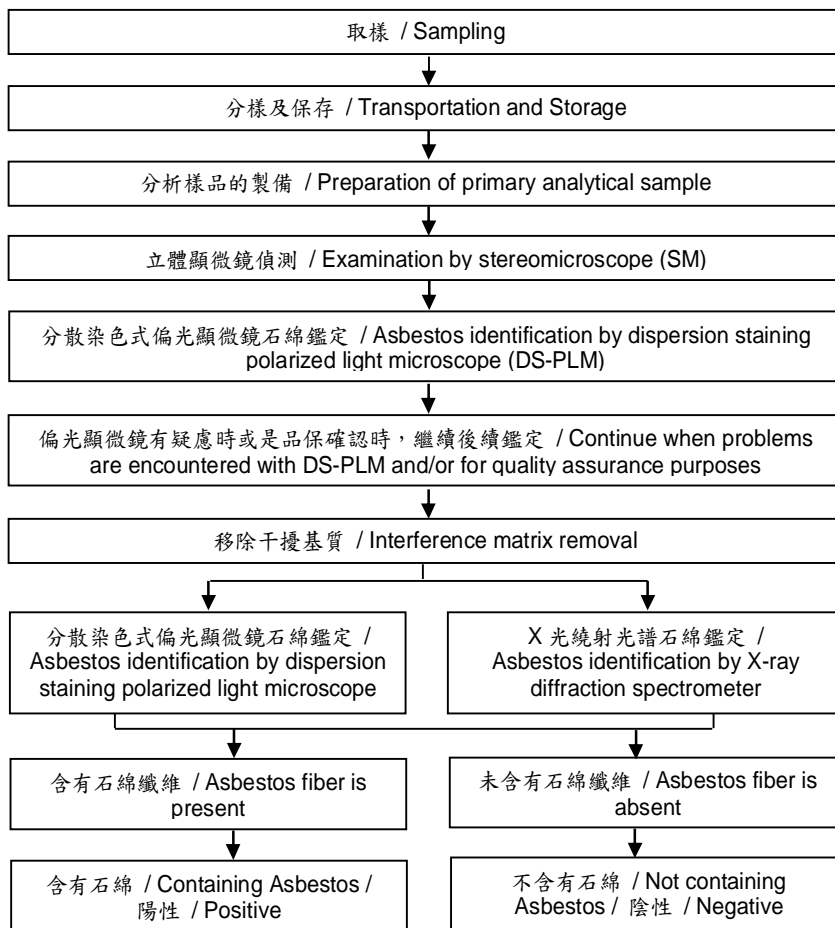 取樣 / Sampling
分樣及保存 / Transportation and Storage
分析樣品的製備 / Preparation of primary analytical sample
立體顯微鏡偵測 / Examination by stereomicroscope (SM)
分散染色式偏光顯微鏡石綿鑑定 / Asbestos identification by dispersion staining
polarized light microscope (DS-PLM)
偏光顯微鏡有疑慮時或是品保確認時，繼續後續鑑定 / Continue when problems
are encountered with DS-PLM and/or for quality assurance purposes
移除干擾基質 / Interference matrix removal
分散染色式偏光顯微鏡石綿鑑定 /
Asbestos identification by dispersion
staining polarized light microscope
X 光繞射光譜石綿鑑定 /
Asbestos identification by X-ray
diffraction spectrometer
含有石綿纖維 / Asbestos fiber is
present
未含有石綿纖維 / Asbestos fiber is
absent
含有石綿 / Containing Asbestos /
陽性 / Positive
不含有石綿 / Not containing
Asbestos / 陰性 / Negative